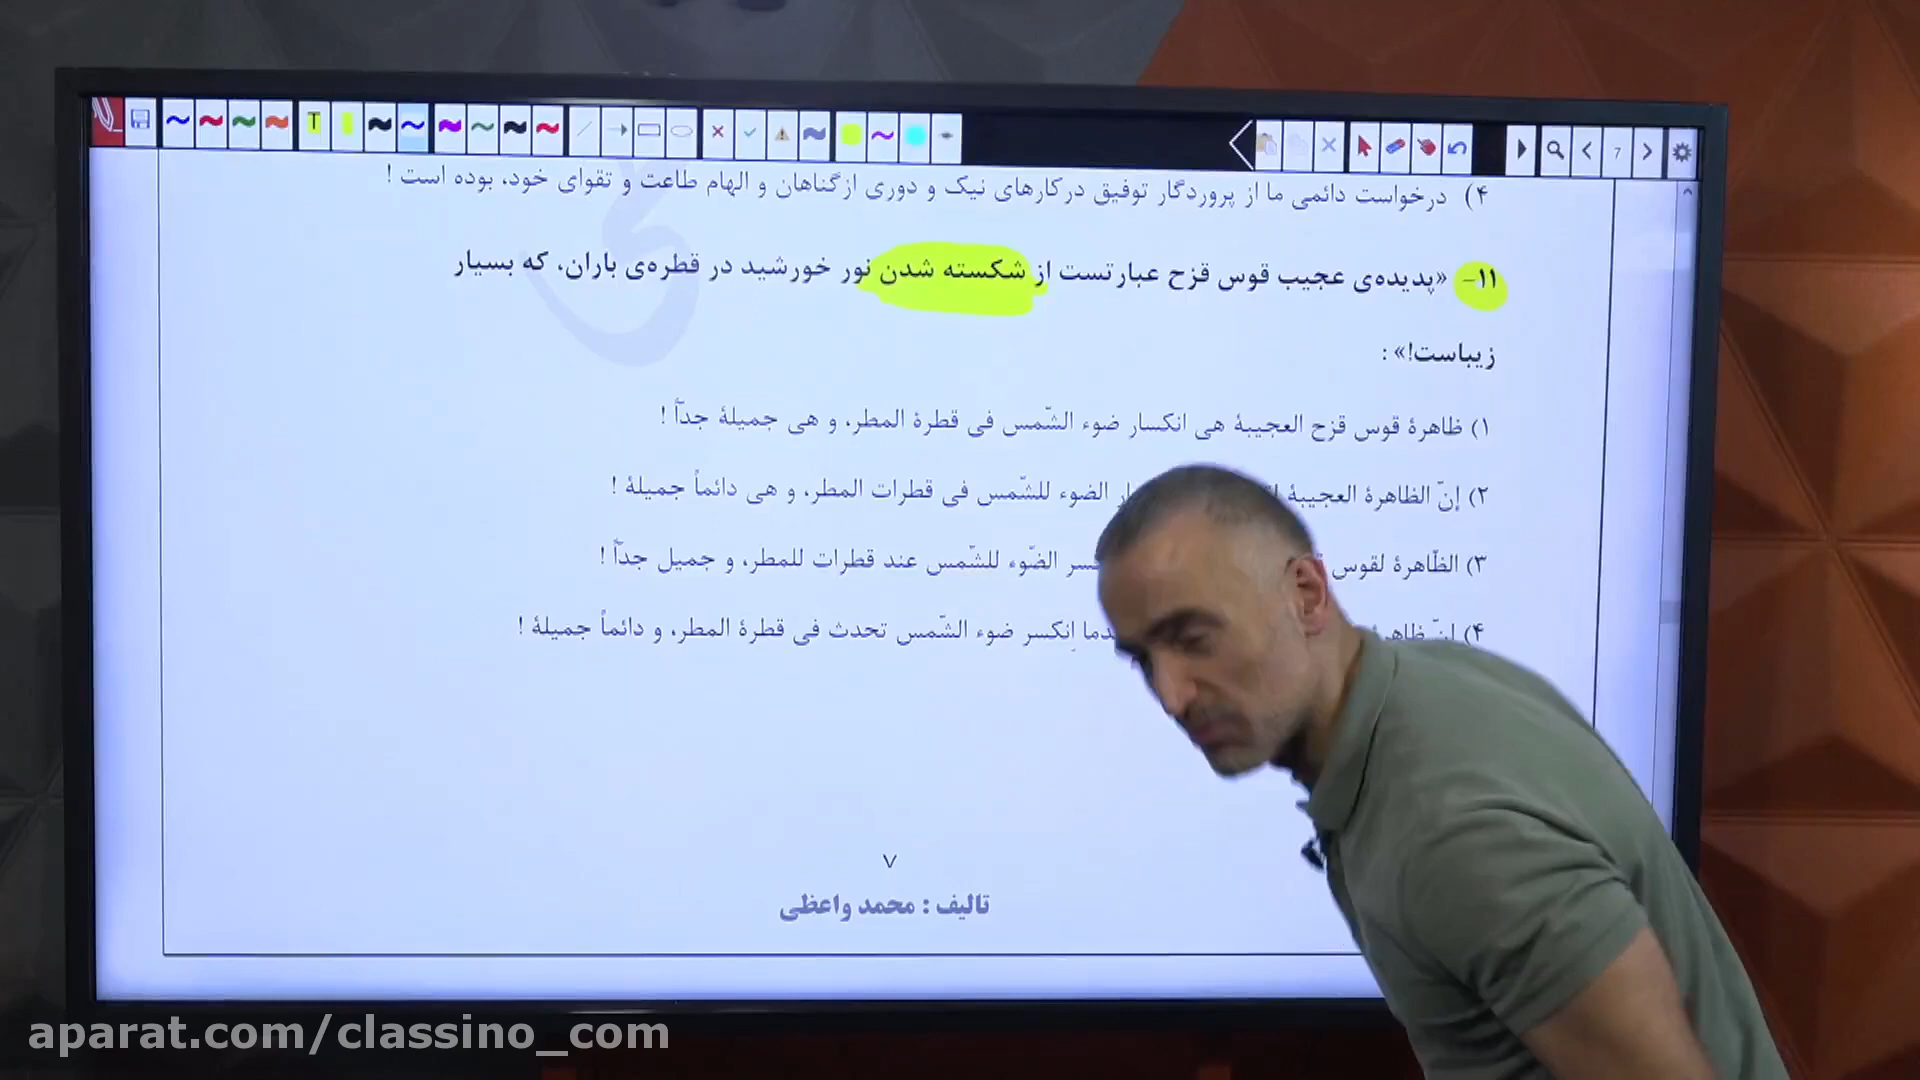 T
7
۴) درخواست دائمی ما از پروردگار توفیق درکارهای نیک و دوری ازگناهان و الهام طاعت و تقوای خود، بوده است !
۱۱- «پدیده‌ی عجیب قوس قزح عبارتست از شکسته شدن نور خورشید در قطره‌ی باران، که بسیار
زیباست!» :
۱) ظاهرة قوس قزح العجیبة هی انکسار ضوء الشّمس فی قطرة المطر، و هی جمیلة جدّاً !
۲) إنّ الظاهرة العجیبة الضوء للشّمس فی قطرات المطر، و هی دائماً جمیلة !
۳) الظّاهرة لقوس الضّوء للشّمس عند قطرات للمطر، و جمیل جدّاً !
۴) إنّ ظاهرة إنکسر ضوء الشّمس تحدث فی قطرة المطر، و دائماً جمیلة !
۷
تالیف : محمد واعظی
aparat.com/classino_com